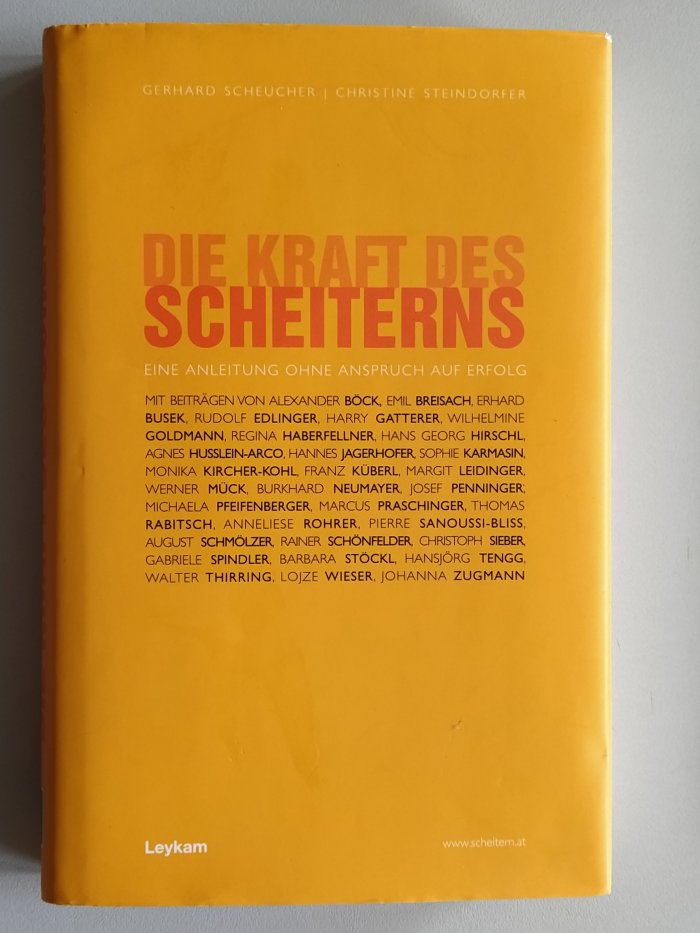 GERHARD SCHEUCHER | CHRISTINE STEINDORFER
DIE KRAFT DES
SCHEITERNS
EINE ANLEITUNG OHNE ANSPRUCH AUF ERFOLG
MIT BEITRÄGEN VON ALEXANDER BÖCK, EMIL BREISACH, ERHARD
BUSEK, RUDOLF EDLINGER, HARRY GATTERER, WILHELMINE
GOLDMANN, REGINA HABERFELLNER, HANS GEORG HIRSCHL,
AGNES HUSSLEIN-ARCO, HANNES JAGERHOFER, SOPHIE KARMASIN,
MONIKA KIRCHER-KOHL, FRANZ KÜBERL, MARGIT LEIDINGER,
WERNER MÜCK, BURKHARD NEUMAYER, JOSEF PENNINGER,
MICHAELA PFEIFENBERGER, MARCUS PRASCHINGER, THOMAS
RABITSCH, ANNELIESE ROHRER, PIERRE SANOUSSI-BLISS,
AUGUST SCHMÖLZER, RAINER SCHÖNFELDER, CHRISTOPH SIEBER,
GABRIELE SPINDLER, BARBARA STÖCKL, HANSJÖRG TENGG,
WALTER THIRRING, LOJZE WIESER, JOHANNA ZUGMANN
Leykam
www.scheitern.at